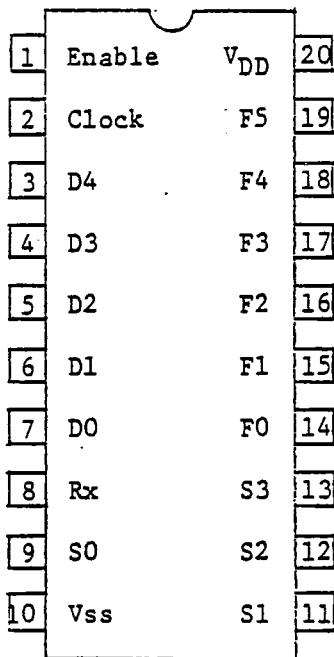 1 Enable V_DD 20
2 Clock F5 19
3 D4 F4 18
4 D3 F3 17
5 D2 F2 16
6 D1 F1 15
7 D0 F0 14
8 Rx S3 13
9 S0 S2 12
10 Vss S1 11